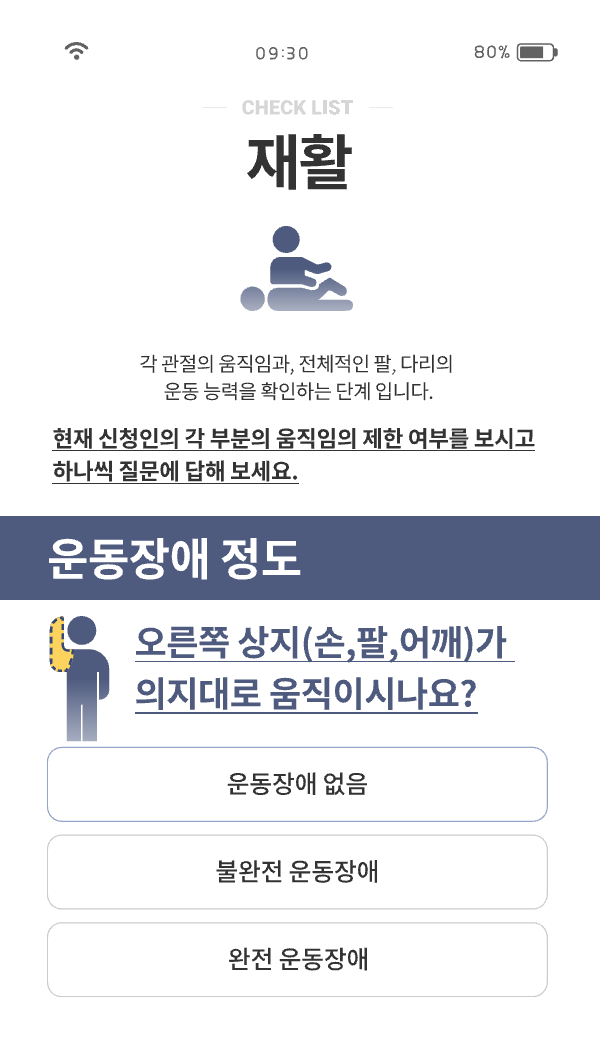 09:30
80%
CHECK LIST
재활
각 관절의 움직임과, 전체적인 팔, 다리의
운동 능력을 확인하는 단계 입니다.
현재 신청인의 각 부분의 움직임의 제한 여부를 보시고
하나씩 질문에 답해 보세요.
운동장애 정도
오른쪽 상지(손,팔,어깨)가
의지대로 움직이시나요?
운동장애 없음
불완전 운동장애
완전 운동장애